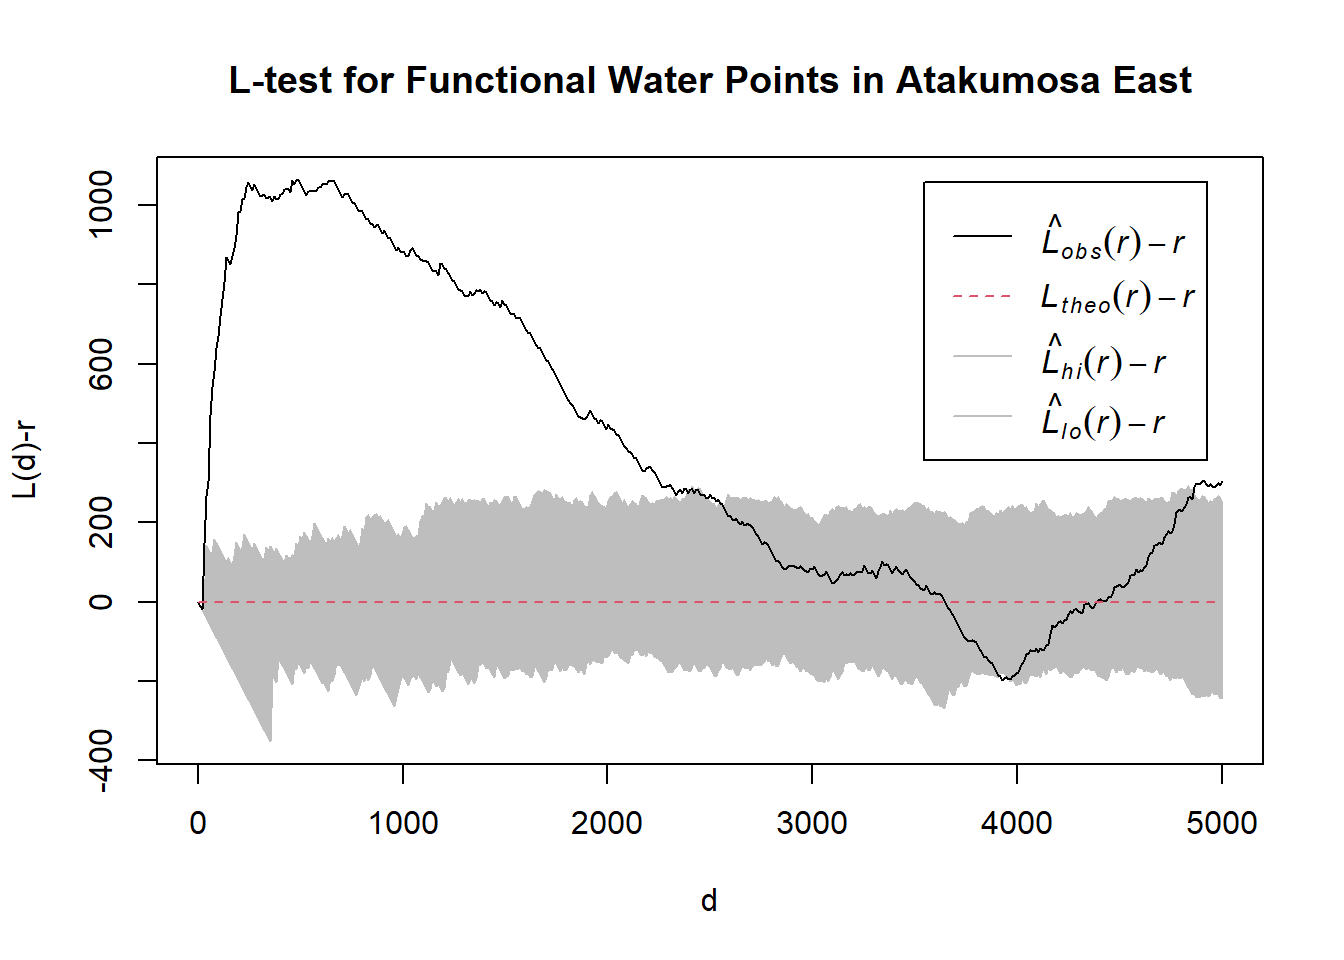 L-test for Functional Water Points in Atakumosa East
L(d)-r
1000
600
200
0
-400
L̂obs(r) – r
Ltheo(r) – r
L̂hi(r) – r
L̂lo(r) – r
0 1000 2000 3000 4000 5000
d